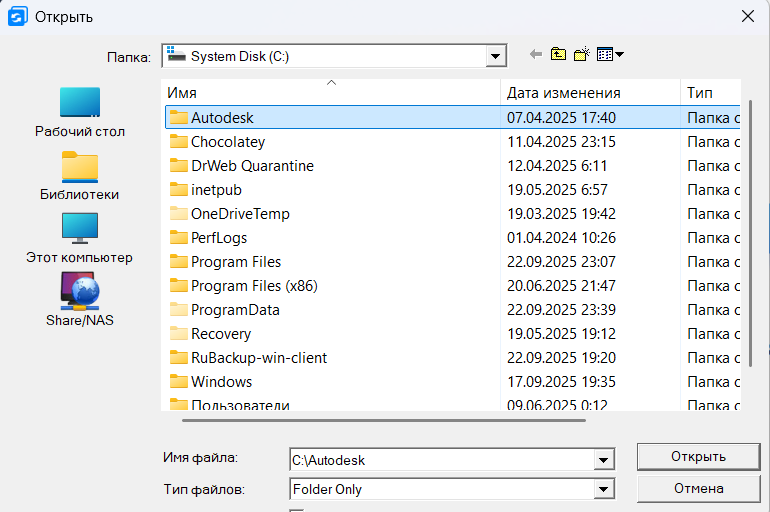 Открыть
Папка: System Disk (C:)
Имя Дата изменения Тип
Autodesk 07.04.2025 17:40 Папка с
Chocolatey 11.04.2025 23:15 Папка с
DrWeb Quarantine 12.04.2025 6:11 Папка с
inetpub 19.05.2025 6:57 Папка с
OneDriveTemp 19.03.2025 19:42 Папка с
PerfLogs 01.04.2024 10:26 Папка с
Program Files 22.09.2025 23:07 Папка с
Program Files (x86) 20.06.2025 21:47 Папка с
ProgramData 22.09.2025 23:39 Папка с
Recovery 19.05.2025 19:12 Папка с
RuBackup-win-client 22.09.2025 19:20 Папка с
Windows 17.09.2025 19:35 Папка с
Пользователи 09.06.2025 0:12 Папка с
Рабочий стол
Библиотеки
Этот компьютер
Share/NAS
Имя файла: C:\Autodesk Открыть
Тип файлов: Folder Only Отмена